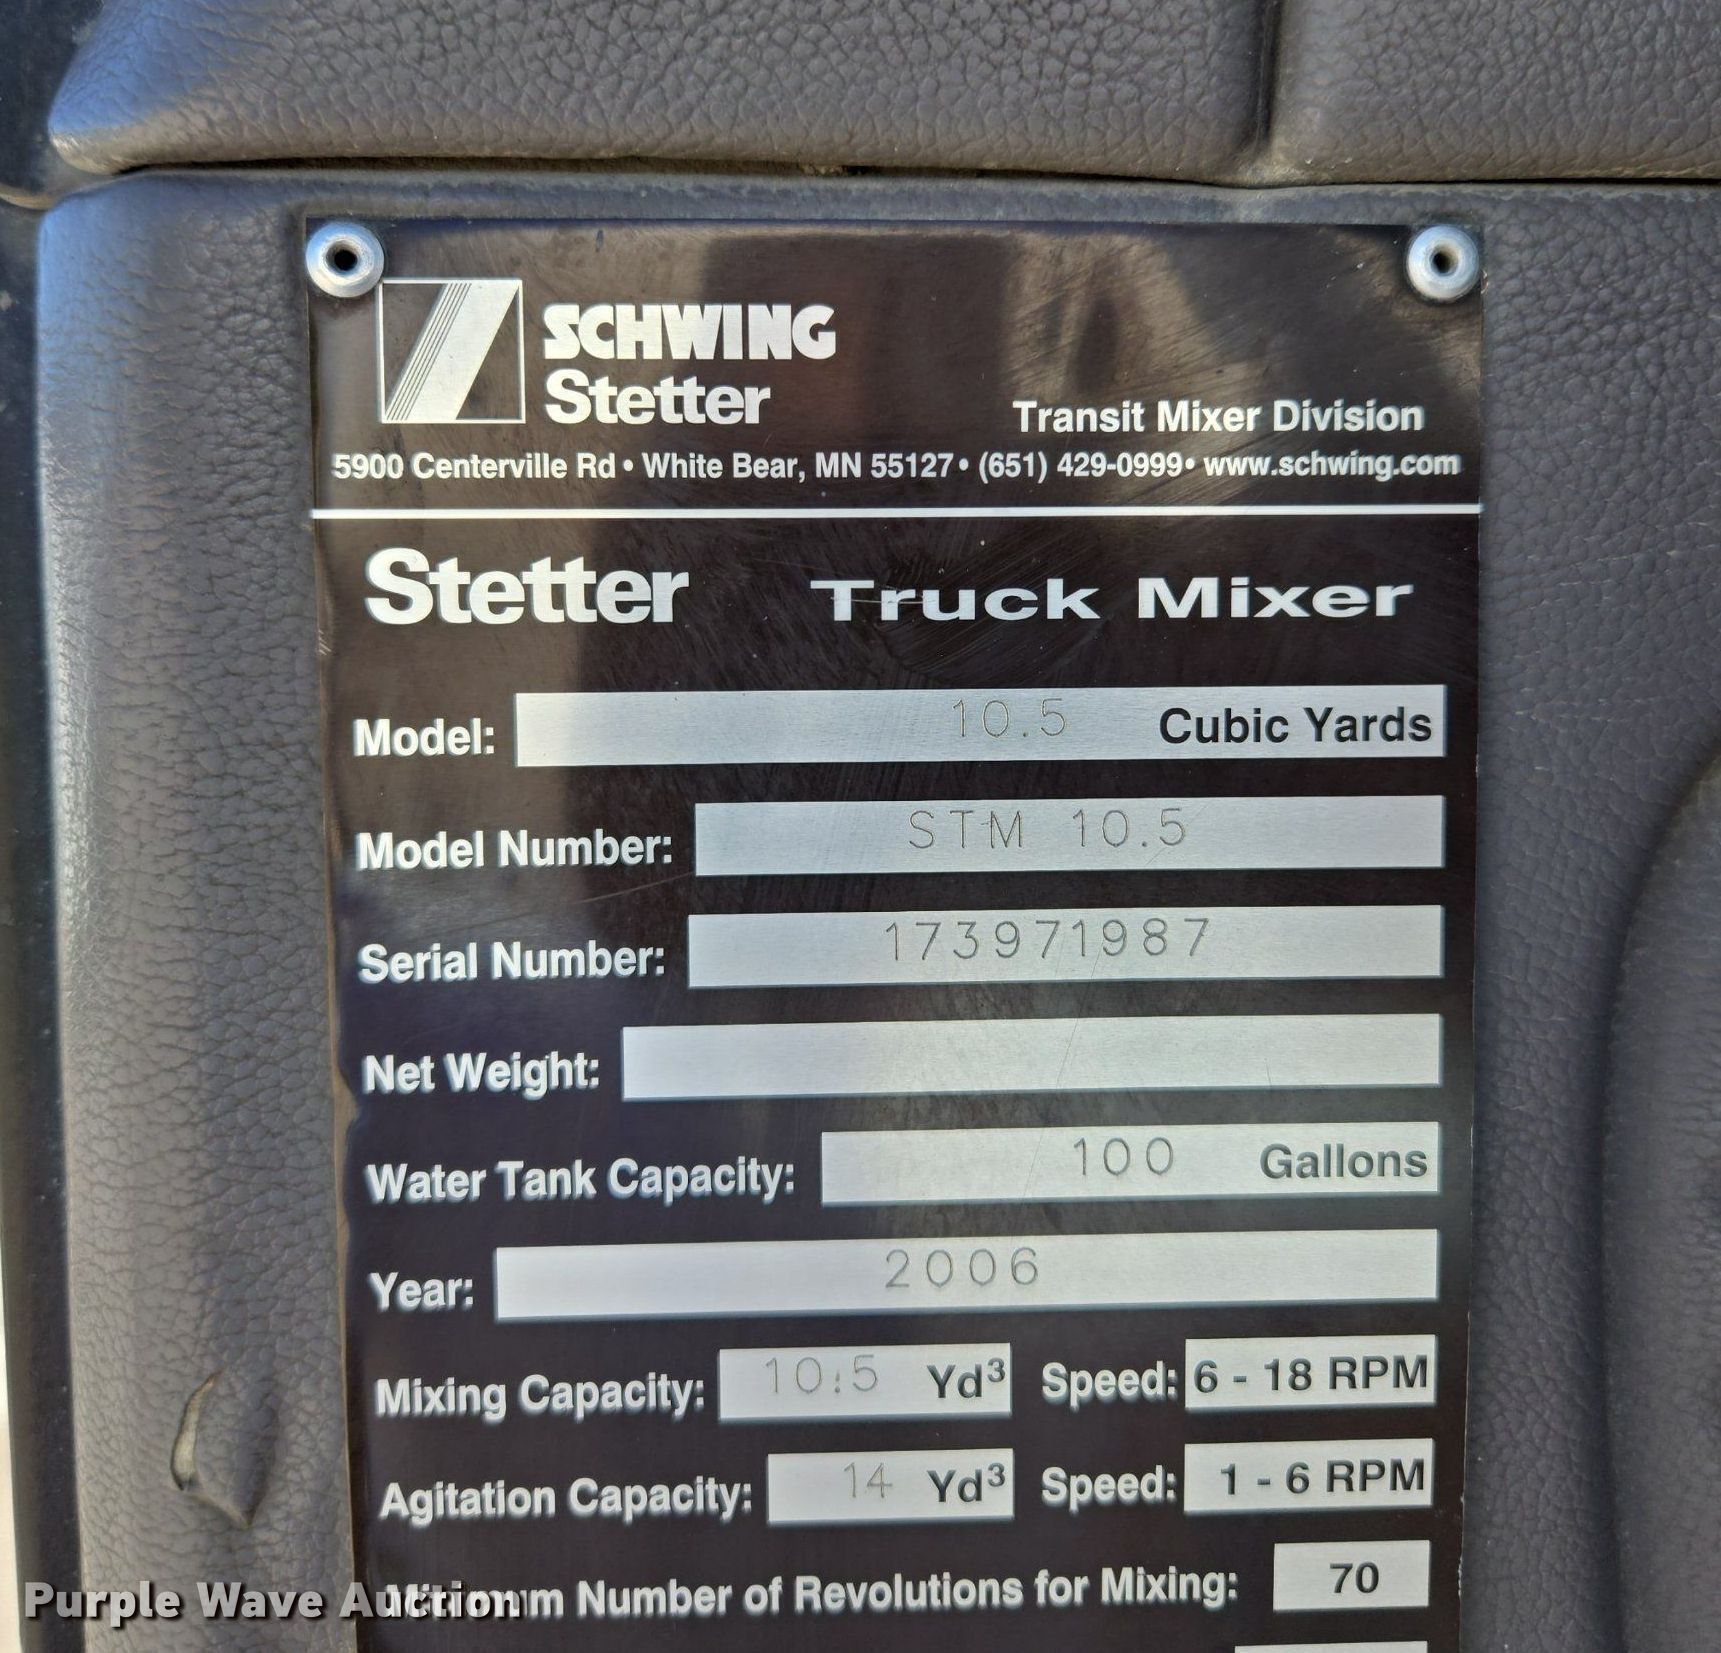 SCHWING
Stetter
Transit Mixer Division
5900 Centerville Rd • White Bear, MN 55127 • (651) 429-0999 • www.schwing.com
Stetter Truck Mixer
Model: 10.5 Cubic Yards
Model Number: STM 10.5
Serial Number: 173971987
Net Weight:
Water Tank Capacity: 100 Gallons
Year: 2006
Mixing Capacity: 10.5 Yd³ Speed: 6 - 18 RPM
Agitation Capacity: 14 Yd³ Speed: 1 - 6 RPM
Minimum Number of Revolutions for Mixing: 70
Purple Wave Auction